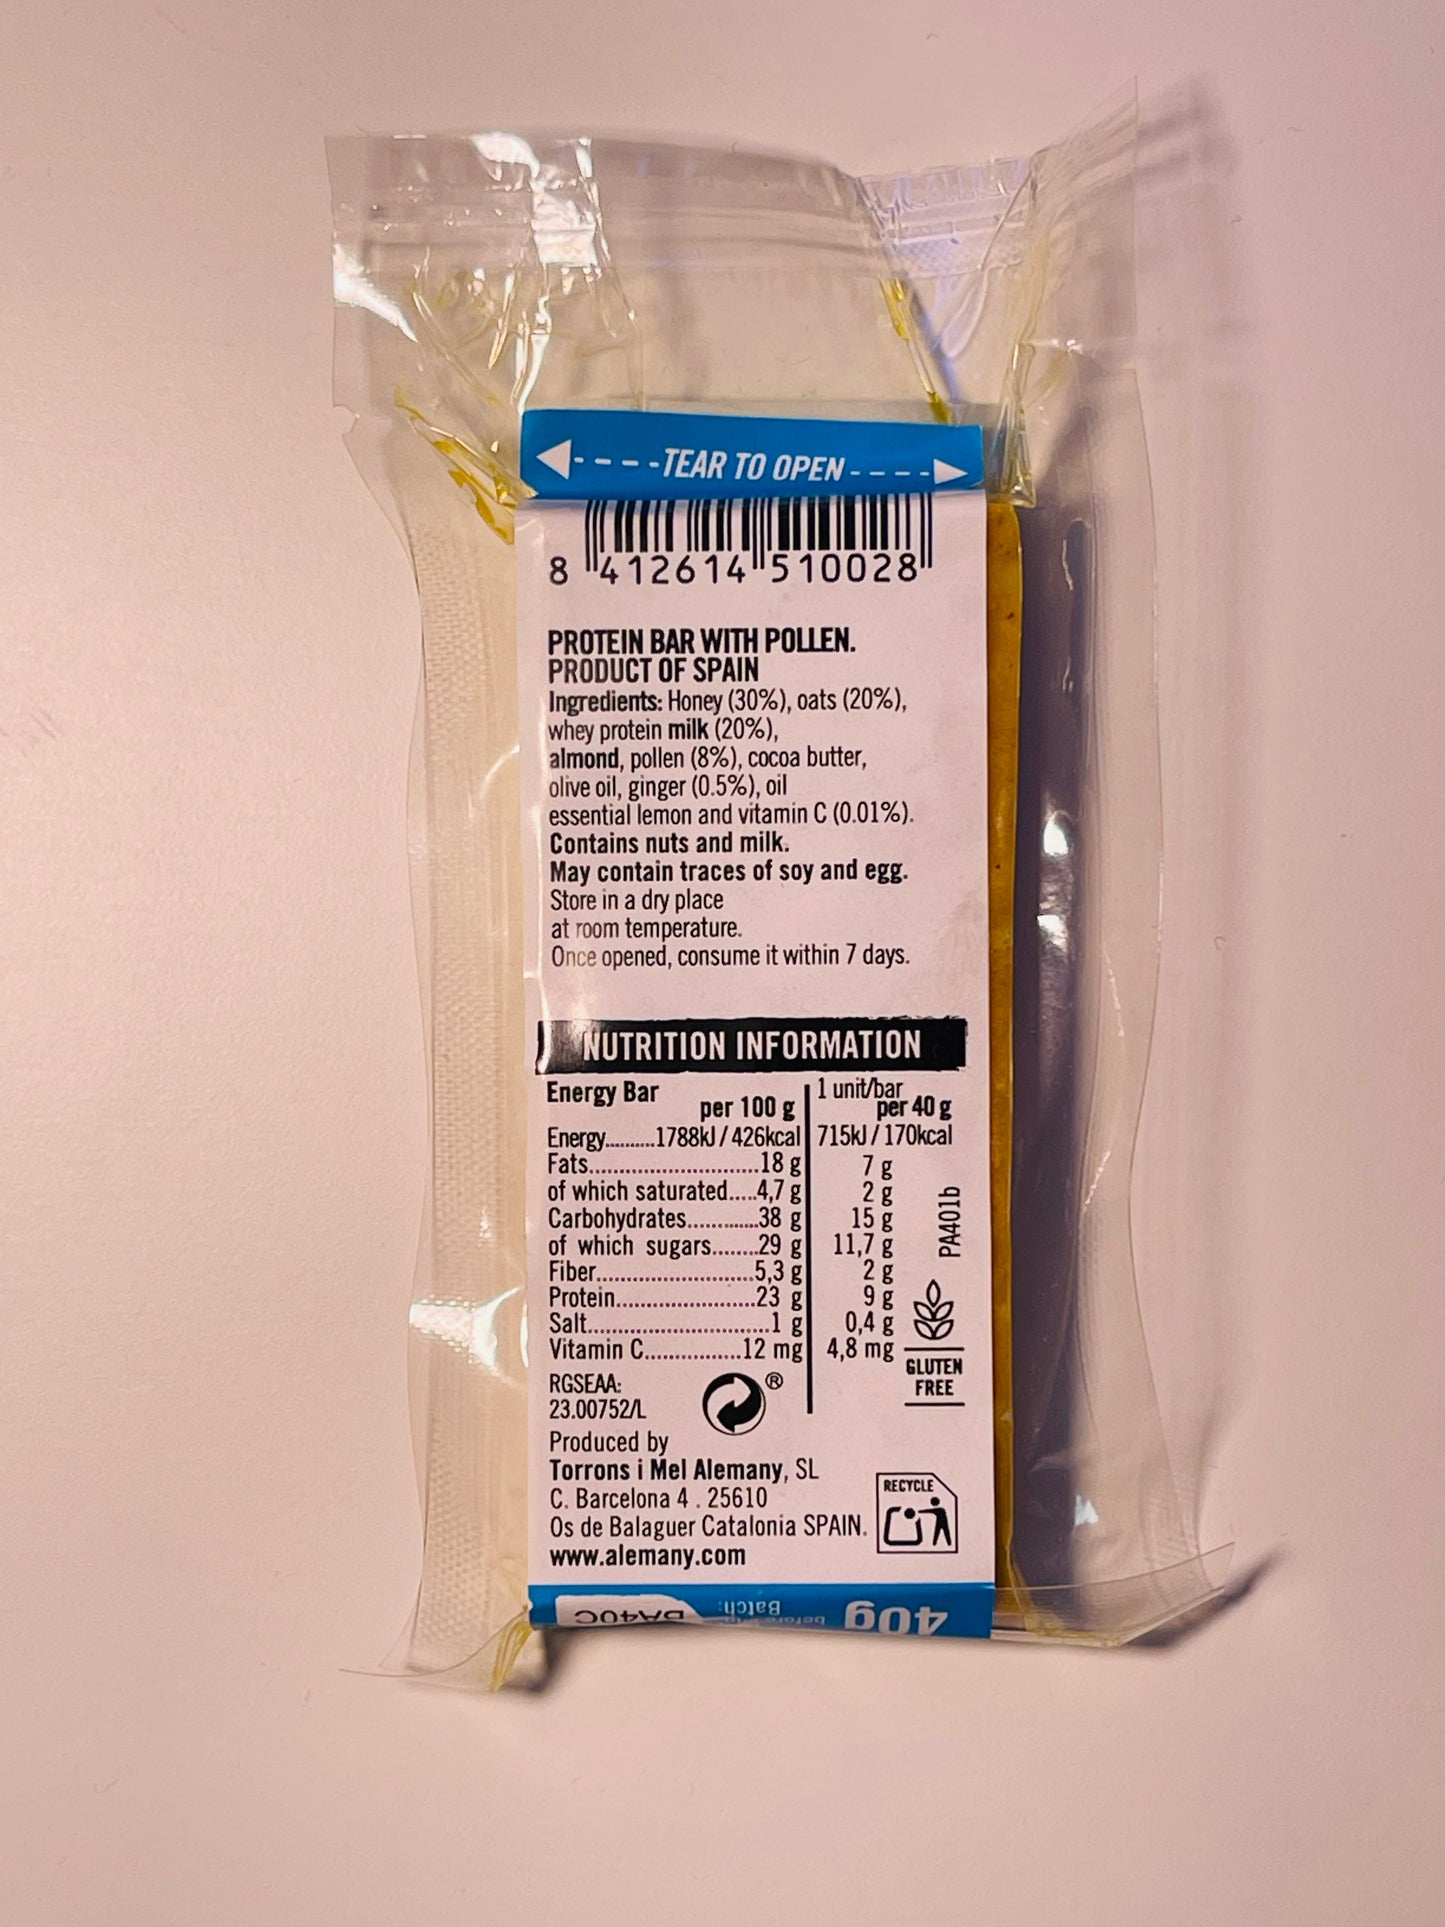 TEAR TO OPEN
8 412614 510028
PROTEIN BAR WITH POLLEN.
PRODUCT OF SPAIN
Ingredients: Honey (30%), oats (20%),
whey protein milk (20%),
almond, pollen (8%), cocoa butter,
olive oil, ginger (0.5%), oil
essential lemon and vitamin C (0.01%).
Contains nuts and milk.
May contain traces of soy and egg.
Store in a dry place
at room temperature.
Once opened, consume it within 7 days.
NUTRITION INFORMATION
Energy Bar per 100 g 1 unit/bar per 40 g
Energy..........1788kJ / 426kcal 715kJ / 170kcal
Fats................................18 g 7 g
of which saturated.....4,7 g 2 g
Carbohydrates..............38 g 15 g
of which sugars........29 g 11,7 g
Fiber..............................5,3 g 2 g
Protein..........................23 g 9 g
Salt..................................1 g 0,4 g
Vitamin C.................12 mg 4,8 mg
PA401b
GLUTEN
FREE
RGSEAA:
23.00752/L
®
Produced by
Torrons i Mel Alemany, SL
C. Barcelona 4 . 25610
Os de Balaguer Catalonia SPAIN.
www.alemany.com
RECYCLE
40g
before
Batch: